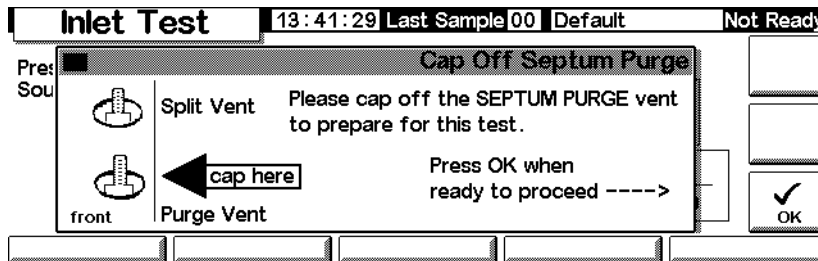 Inlet Test 13:41:29 Last Sample 00 Default Not Ready
Cap Off Septum Purge
Split Vent
Please cap off the SEPTUM PURGE vent
to prepare for this test.
cap here
Press OK when
ready to proceed ---->
front
Purge Vent
OK